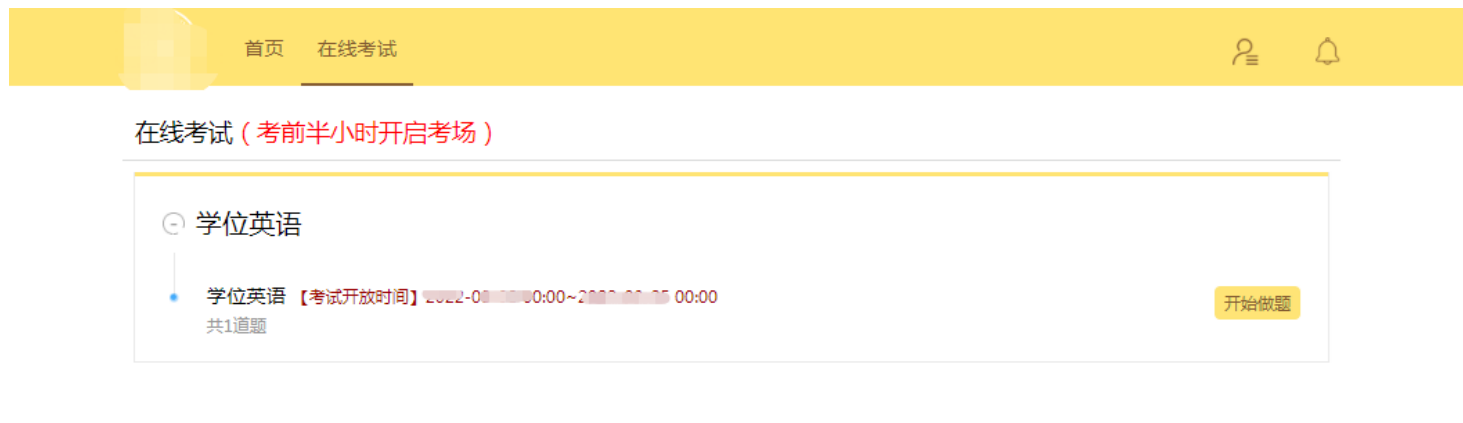 首页 在线考试
在线考试（考前半小时开启考场）
学位英语
学位英语 【考试开放时间】 00:00
共1道题
开始做题